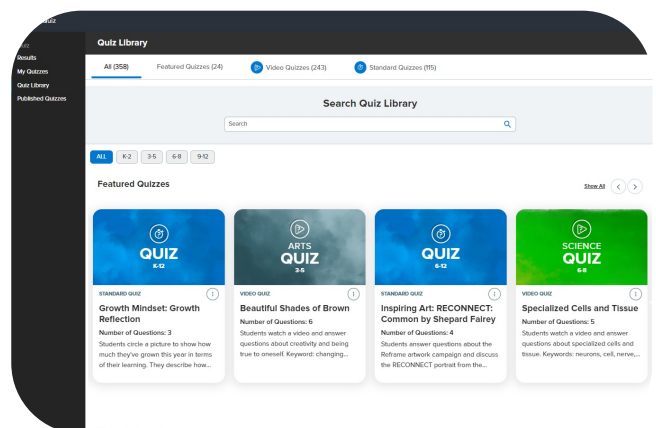 Quiz
Quiz Library
Results
My Quizzes
Quiz Library
Published Quizzes
All (358)
Featured Quizzes (24)
Video Quizzes (243)
Standard Quizzes (115)
Search Quiz Library
Search
ALL
K-2
3-5
6-8
9-12
Featured Quizzes
Show All
QUIZ
K-12
STANDARD QUIZ
Growth Mindset: Growth
Reflection
Number of Questions: 3
Students circle a picture to show how
much they've grown this year in terms
of their learning. They describe how...
ARTS
QUIZ
3-5
VIDEO QUIZ
Beautiful Shades of Brown
Number of Questions: 6
Students watch a video and answer
questions about creativity and being
true to oneself. Keyword: changing...
QUIZ
6-12
STANDARD QUIZ
Inspiring Art: RECONNECT:
Common by Shepard Fairey
Number of Questions: 4
Students answer questions about the
Reframe artwork campaign and discuss
the RECONNECT portrait from the...
SCIENCE
QUIZ
6-8
VIDEO QUIZ
Specialized Cells and Tissue
Number of Questions: 5
Students watch a video and answer
questions about specialized cells and
tissue. Keywords: neurons, cell, nerve,...